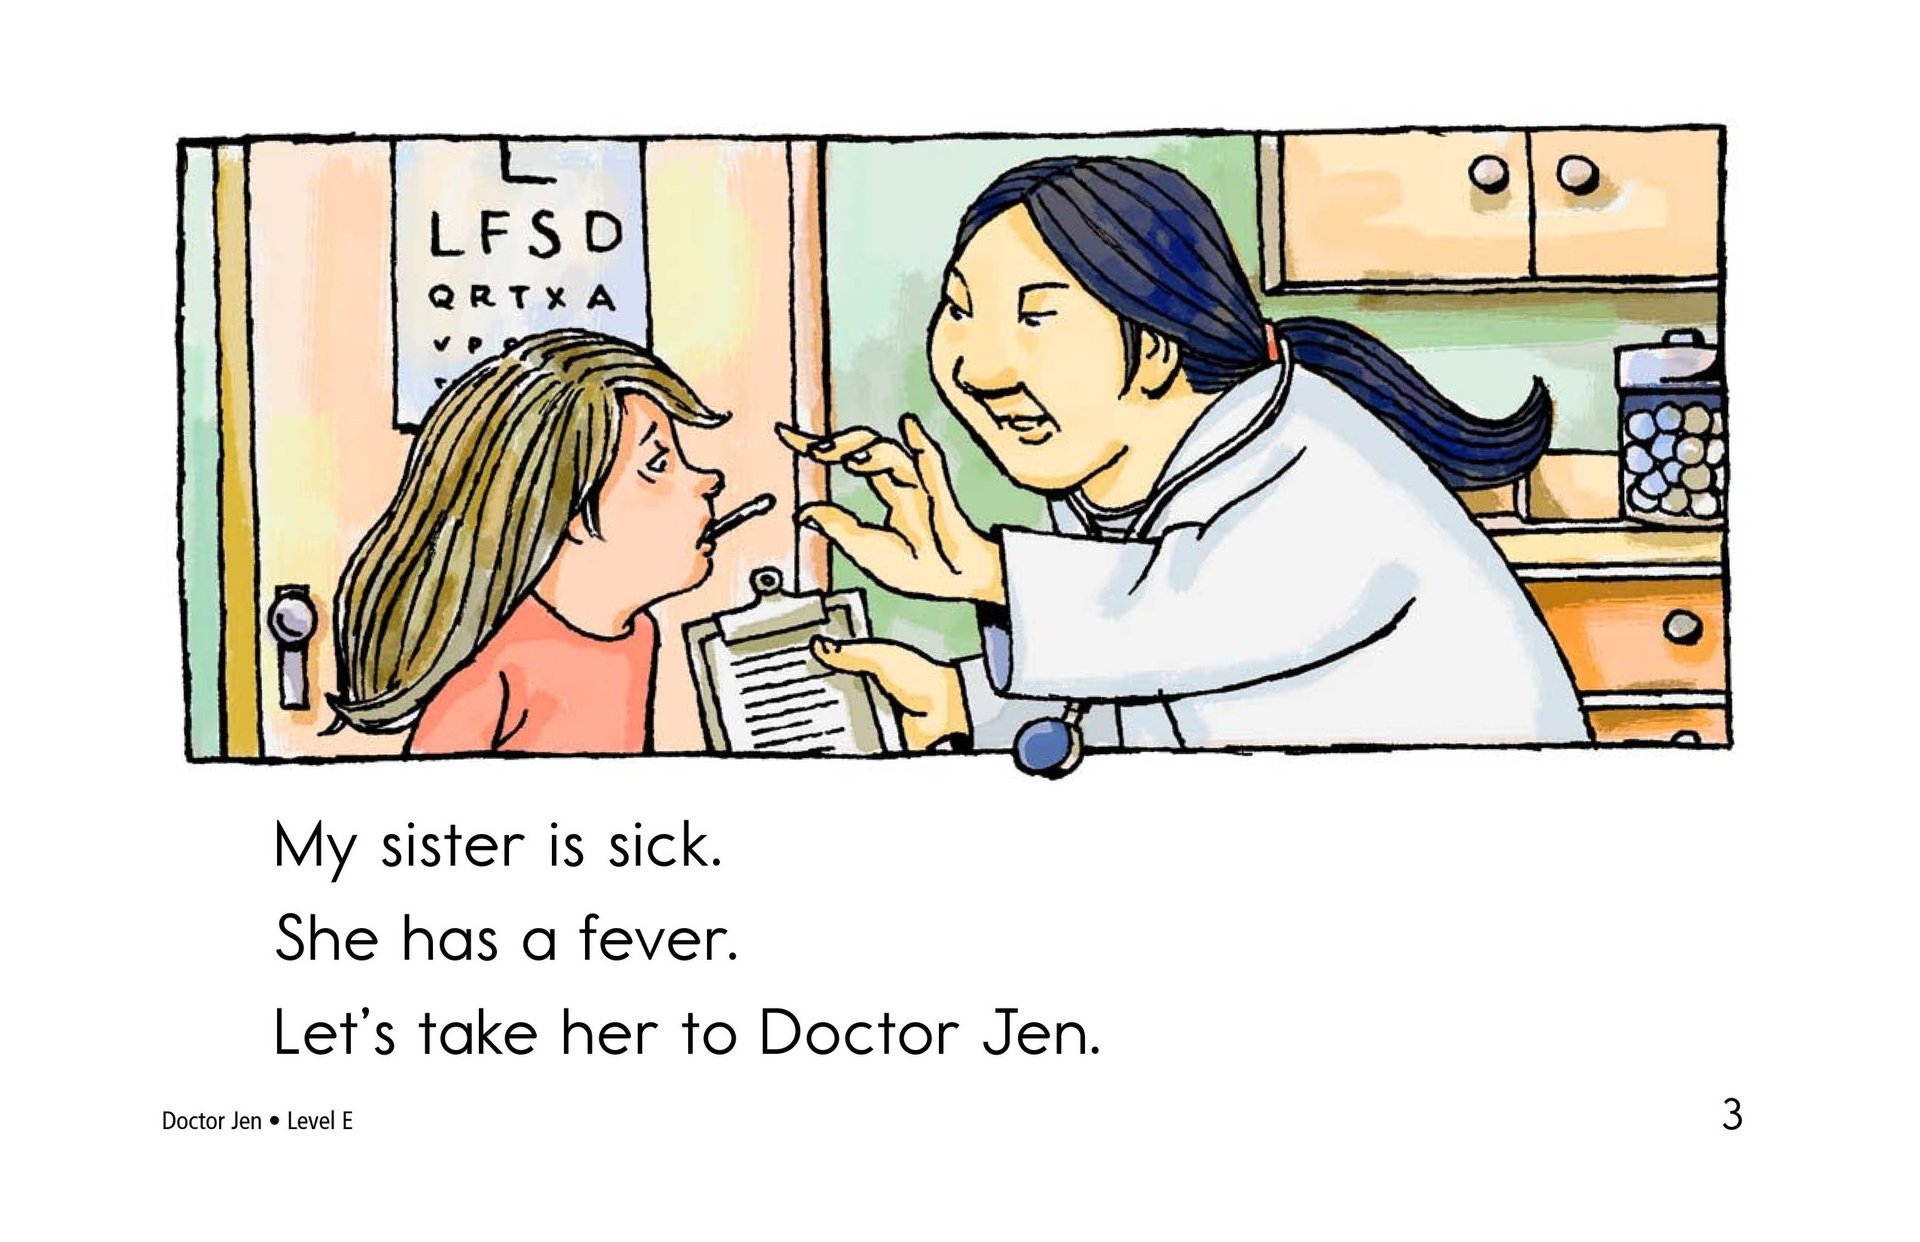 L
LFSD
QRTXA
V P
My sister is sick.
She has a fever.
Let's take her to Doctor Jen.
Doctor Jen • Level E
3